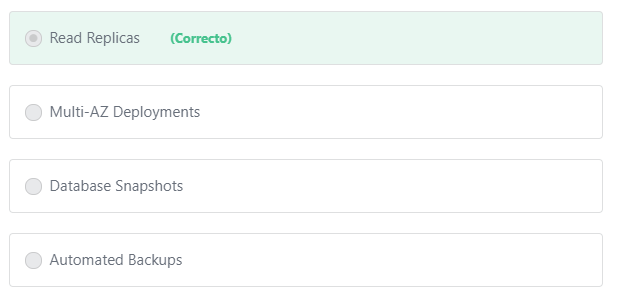 Read Replicas (Correcto)
Multi-AZ Deployments
Database Snapshots
Automated Backups